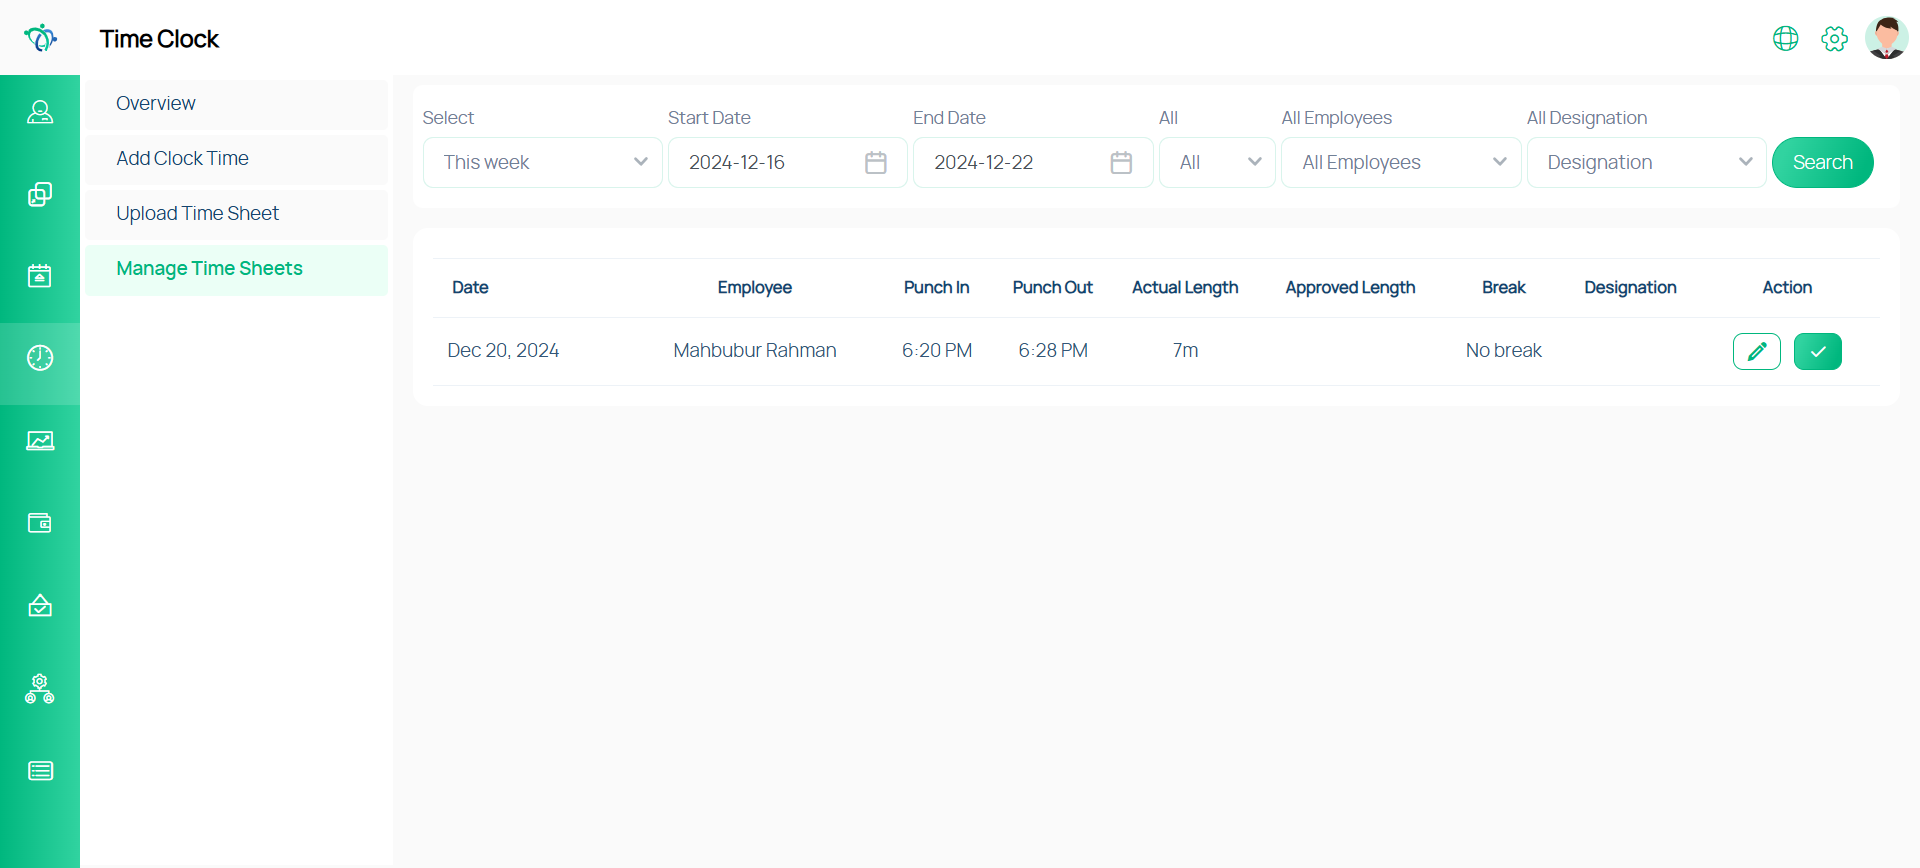 Time Clock
Overview
Add Clock Time
Upload Time Sheet
Manage Time Sheets
Select Start Date End Date All All Employees All Designation
This week 2024-12-16 2024-12-22 All All Employees Designation Search
Date Employee Punch In Punch Out Actual Length Approved Length Break Designation Action
Dec 20, 2024 Mahbubur Rahman 6:20 PM 6:28 PM 7m No break